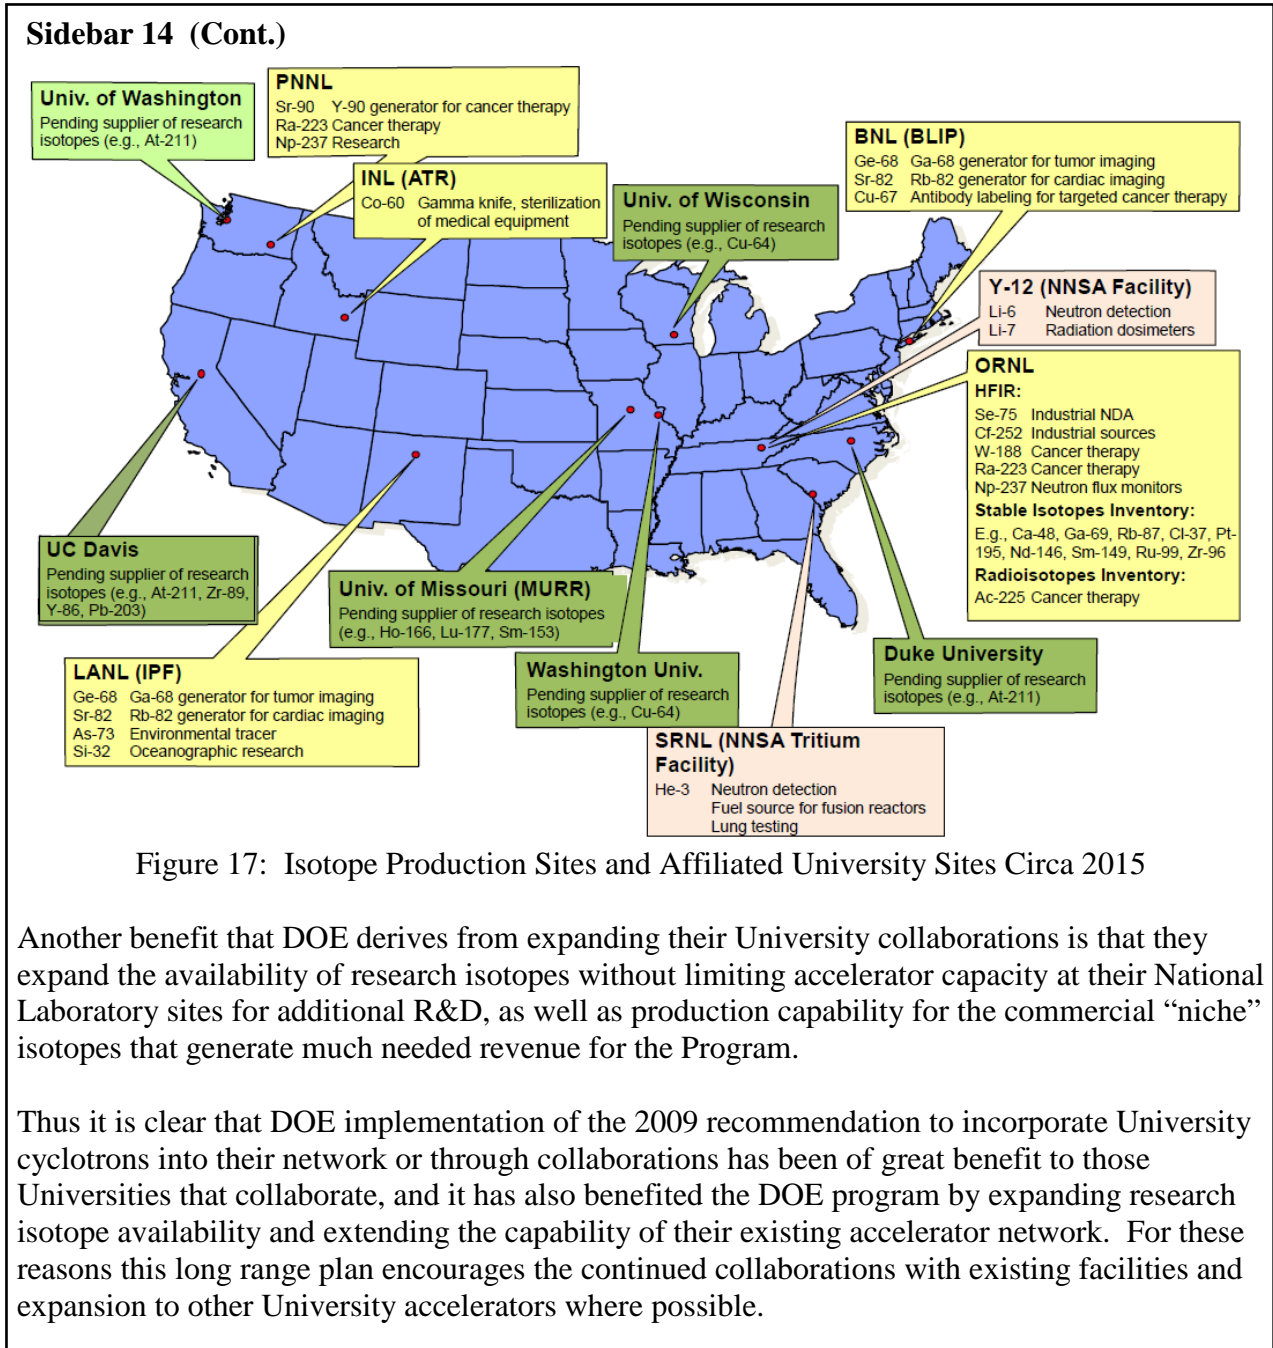 Sidebar 14 (Cont.)
PNNL
Sr-90 Y-90 generator for cancer therapy
Ra-223 Cancer therapy
Np-237 Research
Univ. of Washington
Pending supplier of research
isotopes (e.g., At-211)
INL (ATR)
Co-60 Gamma knife, sterilization
of medical equipment
Univ. of Wisconsin
Pending supplier of research
isotopes (e.g., Cu-64)
BNL (BLIP)
Ge-68 Ga-68 generator for tumor imaging
Sr-82 Rb-82 generator for cardiac imaging
Cu-67 Antibody labeling for targeted cancer therapy
Y-12 (NNSA Facility)
Li-6 Neutron detection
Li-7 Radiation dosimeters
ORNL
HFIR:
Se-75 Industrial NDA
Cf-252 Industrial sources
W-188 Cancer therapy
Ra-223 Cancer therapy
Np-237 Neutron flux monitors
Stable Isotopes Inventory:
E.g., Ca-48, Ga-69, Rb-87, Cl-37, Pt-
195, Nd-146, Sm-149, Ru-99, Zr-96
Radioisotopes Inventory:
Ac-225 Cancer therapy
UC Davis
Pending supplier of research
isotopes (e.g., At-211, Zr-89,
Y-86, Pb-203)
Univ. of Missouri (MURR)
Pending supplier of research isotopes
(e.g., Ho-166, Lu-177, Sm-153)
Washington Univ.
Pending supplier of research
isotopes (e.g., Cu-64)
Duke University
Pending supplier of research
isotopes (e.g., At-211)
LANL (IPF)
Ge-68 Ga-68 generator for tumor imaging
Sr-82 Rb-82 generator for cardiac imaging
As-73 Environmental tracer
Si-32 Oceanographic research
SRNL (NNSA Tritium
Facility)
He-3 Neutron detection
Fuel source for fusion reactors
Lung testing
Figure 17: Isotope Production Sites and Affiliated University Sites Circa 2015
Another benefit that DOE derives from expanding their University collaborations is that they
expand the availability of research isotopes without limiting accelerator capacity at their National
Laboratory sites for additional R&D, as well as production capability for the commercial “niche”
isotopes that generate much needed revenue for the Program.
Thus it is clear that DOE implementation of the 2009 recommendation to incorporate University
cyclotrons into their network or through collaborations has been of great benefit to those
Universities that collaborate, and it has also benefited the DOE program by expanding research
isotope availability and extending the capability of their existing accelerator network. For these
reasons this long range plan encourages the continued collaborations with existing facilities and
expansion to other University accelerators where possible.